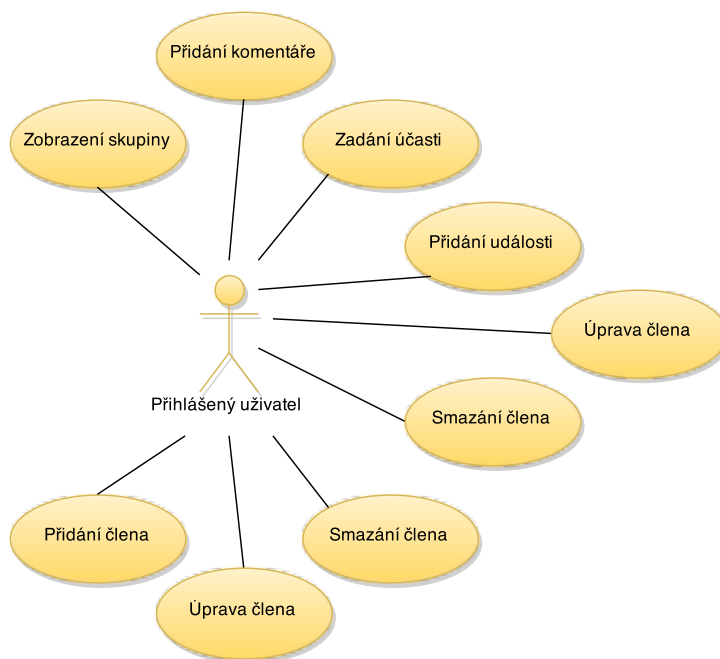 Přidání komentáře
Zobrazení skupiny
Zadání účasti
Přidání události
Úprava člena
Přihlášený uživatel
Smazání člena
Přidání člena
Smazání člena
Úprava člena